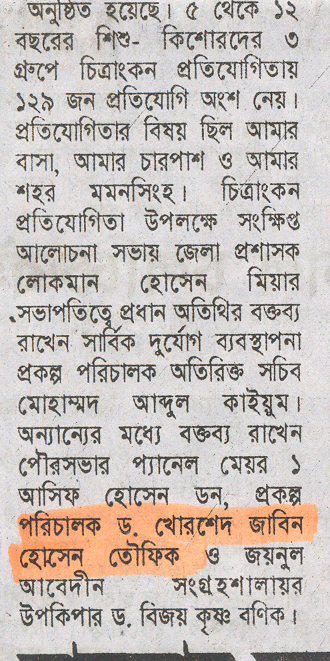 অনুষ্ঠিত হয়েছে। ৫ থেকে ১২
বছরের শিশু- কিশোরদের ৩
গ্রুপে চিত্রাংকন প্রতিযোগিতায়
১২৯ জন প্রতিযোগি অংশ নেয়।
প্রতিযোগিতার বিষয় ছিল আমার
বাসা, আমার চারপাশ ও আমার
শহর মমনসিংহ। চিত্রাংকন
প্রতিযোগিতা উপলক্ষে সংক্ষিপ্ত
আলোচনা সভায় জেলা প্রশাসক
লোকমান হোসেন মিয়ার
সভাপতিত্বে প্রধান অতিথির বক্তব্য
রাখেন সার্বিক দুর্যোগ ব্যবস্থাপনা
প্রকল্প পরিচালক অতিরিক্ত সচিব
মোহাম্মদ আব্দুল কাইয়ুম।
অন্যান্যের মধ্যে বক্তব্য রাখেন
পৌরসভার প্যানেল মেয়র ১
আসিফ হোসেন ডন, প্রকল্প
পরিচালক ড. খোরশেদ জাবিন
হোসেন তৌফিক ও জয়নুল
আবেদীন সংগ্রহশালায়র
উপকিপার ড. বিজয় কৃষ্ণ বণিক।